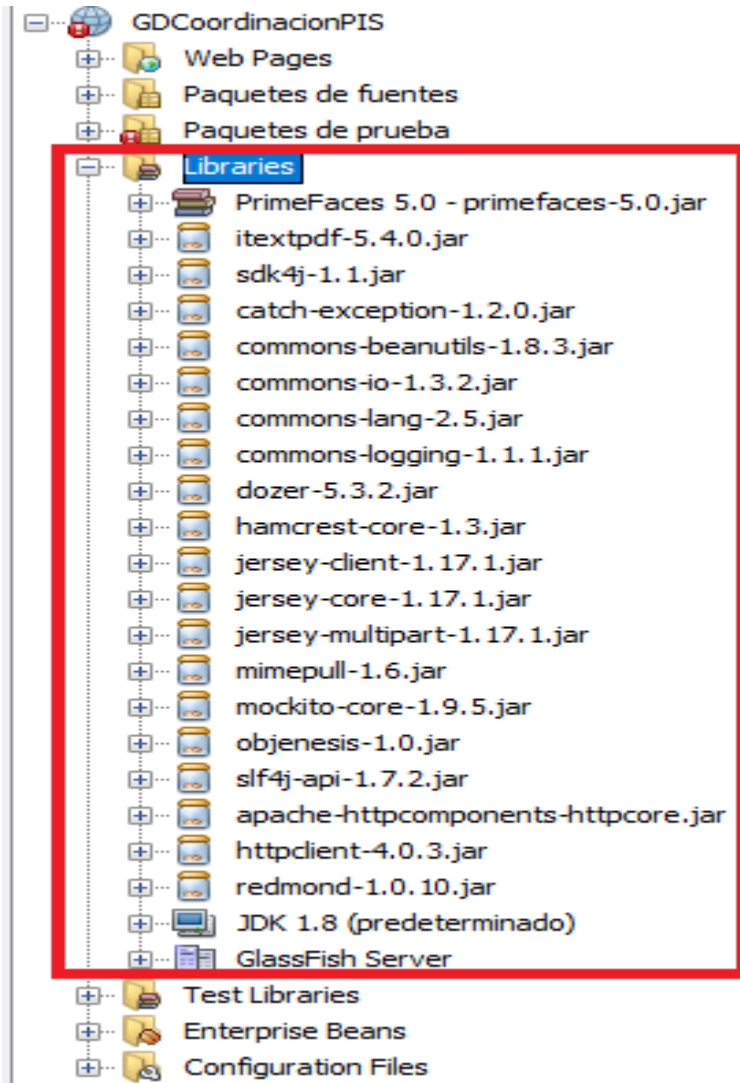 GDCoordinacionPIS
Web Pages
Paquetes de fuentes
Paquetes de prueba
Libraries
PrimeFaces 5.0 - primefaces-5.0.jar
itextpdf-5.4.0.jar
sdk4j-1.1.jar
catch-exception-1.2.0.jar
commons-beanutils-1.8.3.jar
commons-io-1.3.2.jar
commons-lang-2.5.jar
commons-logging-1.1.1.jar
dozer-5.3.2.jar
hamcrest-core-1.3.jar
jersey-client-1.17.1.jar
jersey-core-1.17.1.jar
jersey-multipart-1.17.1.jar
mimepull-1.6.jar
mockito-core-1.9.5.jar
objenesis-1.0.jar
slf4j-api-1.7.2.jar
apache-httpcomponents-httpcore.jar
httpclient-4.0.3.jar
redmond-1.0.10.jar
JDK 1.8 (predeterminado)
GlassFish Server
Test Libraries
Enterprise Beans
Configuration Files